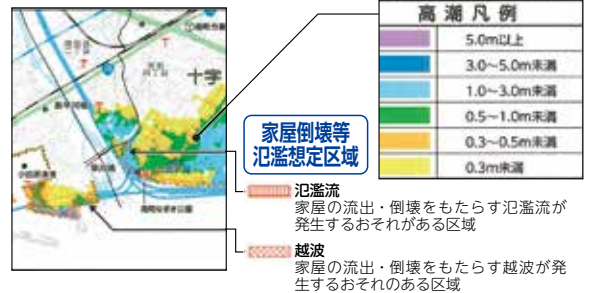 高潮凡例
5.0m以上
3.0～5.0m未満
1.0～3.0m未満
0.5～1.0m未満
0.3～0.5m未満
0.3m未満
十字
家屋倒壊等
氾濫想定区域
氾濫流
家屋の流出・倒壊をもたらす氾濫流が
発生するおそれがある区域
越波
家屋の流出・倒壊をもたらす越波が発
生するおそれのある区域